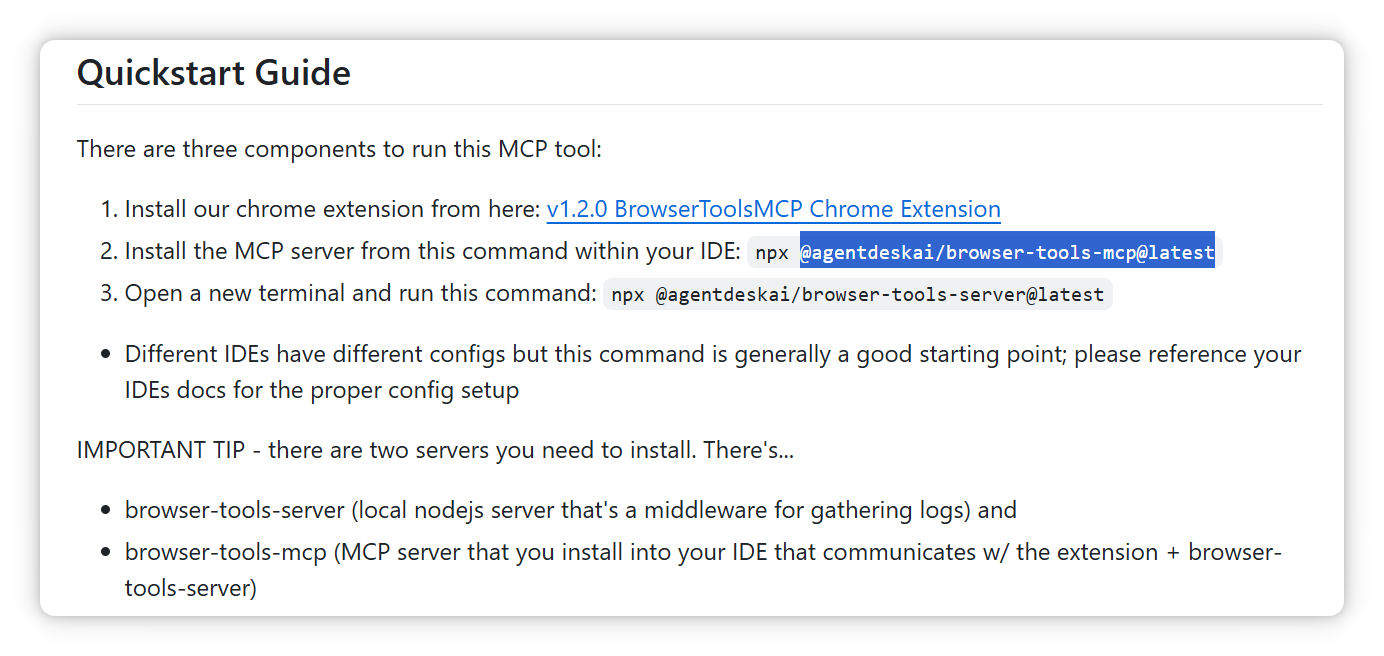 Quickstart Guide
There are three components to run this MCP tool:
1. Install our chrome extension from here: v1.2.0 BrowserToolsMCP Chrome Extension
2. Install the MCP server from this command within your IDE: npx @agentdeskai/browser-tools-mcp@latest
3. Open a new terminal and run this command: npx @agentdeskai/browser-tools-server@latest
• Different IDEs have different configs but this command is generally a good starting point; please reference your
IDEs docs for the proper config setup
IMPORTANT TIP - there are two servers you need to install. There's...
• browser-tools-server (local nodejs server that's a middleware for gathering logs) and
• browser-tools-mcp (MCP server that you install into your IDE that communicates w/ the extension + browser-
tools-server)